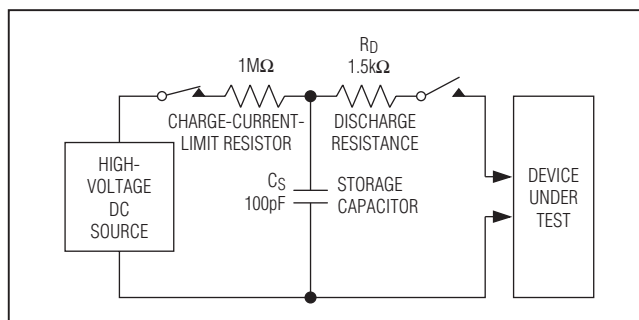 1MΩ
CHARGE-CURRENT-
LIMIT RESISTOR
RD
1.5kΩ
DISCHARGE
RESISTANCE
HIGH-
VOLTAGE
DC
SOURCE
CS
100pF
STORAGE
CAPACITOR
DEVICE
UNDER
TEST